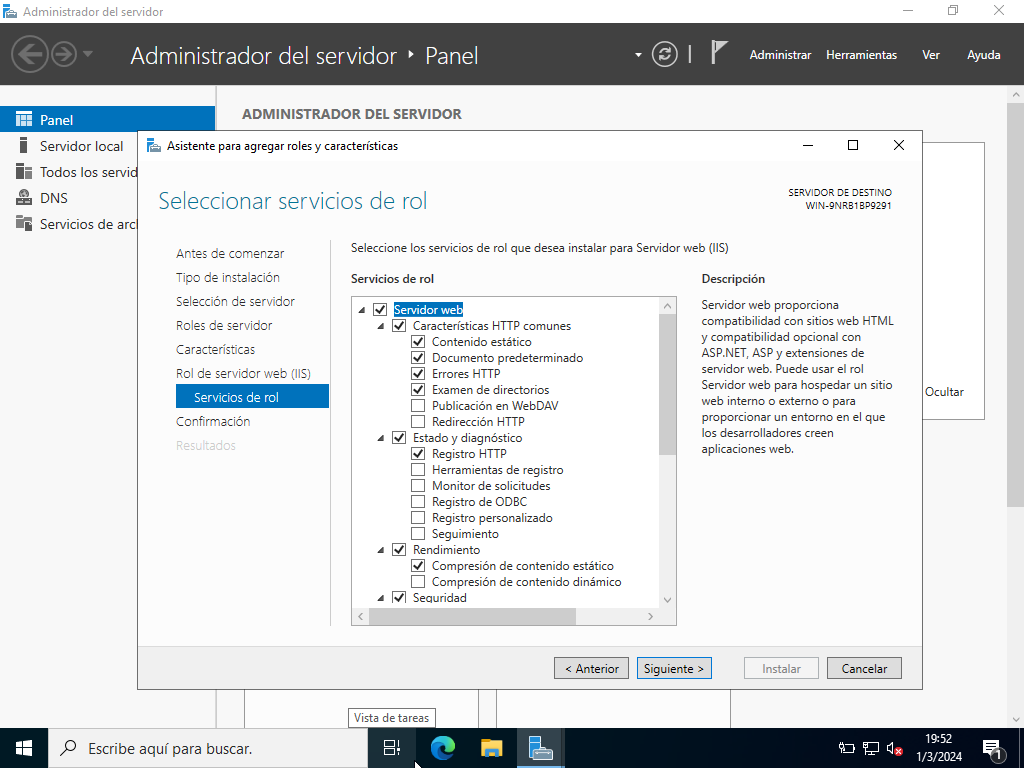 Administrador del servidor
Administrador del servidor
Panel
Administrar
Herramientas
Ver
Ayuda
Panel
Servidor local
Todos los servid
DNS
Servicios de arc
ADMINISTRADOR DEL SERVIDOR
Asistente para agregar roles y características
Seleccionar servicios de rol
SERVIDOR DE DESTINO
WIN-9NRB1BP9291
Antes de comenzar
Tipo de instalación
Selección de servidor
Roles de servidor
Características
Rol de servidor web (IIS)
Servicios de rol
Confirmación
Resultados
Seleccione los servicios de rol que desea instalar para Servidor web (IIS)
Servicios de rol
Servidor web
Características HTTP comunes
Contenido estático
Documento predeterminado
Errores HTTP
Examen de directorios
Publicación en WebDAV
Redirección HTTP
Estado y diagnóstico
Registro HTTP
Herramientas de registro
Monitor de solicitudes
Registro de ODBC
Registro personalizado
Seguimiento
Rendimiento
Compresión de contenido estático
Compresión de contenido dinámico
Seguridad
Descripción
Servidor web proporciona
compatibilidad con sitios web HTML
y compatibilidad opcional con
ASP.NET, ASP y extensiones de
servidor web. Puede usar el rol
Servidor web para hospedar un sitio
web interno o externo o para
proporcionar un entorno en el que
los desarrolladores creen
aplicaciones web.
Ocultar
< Anterior
Siguiente >
Instalar
Cancelar
Vista de tareas
Escribe aquí para buscar.
19:52
1/3/2024
1